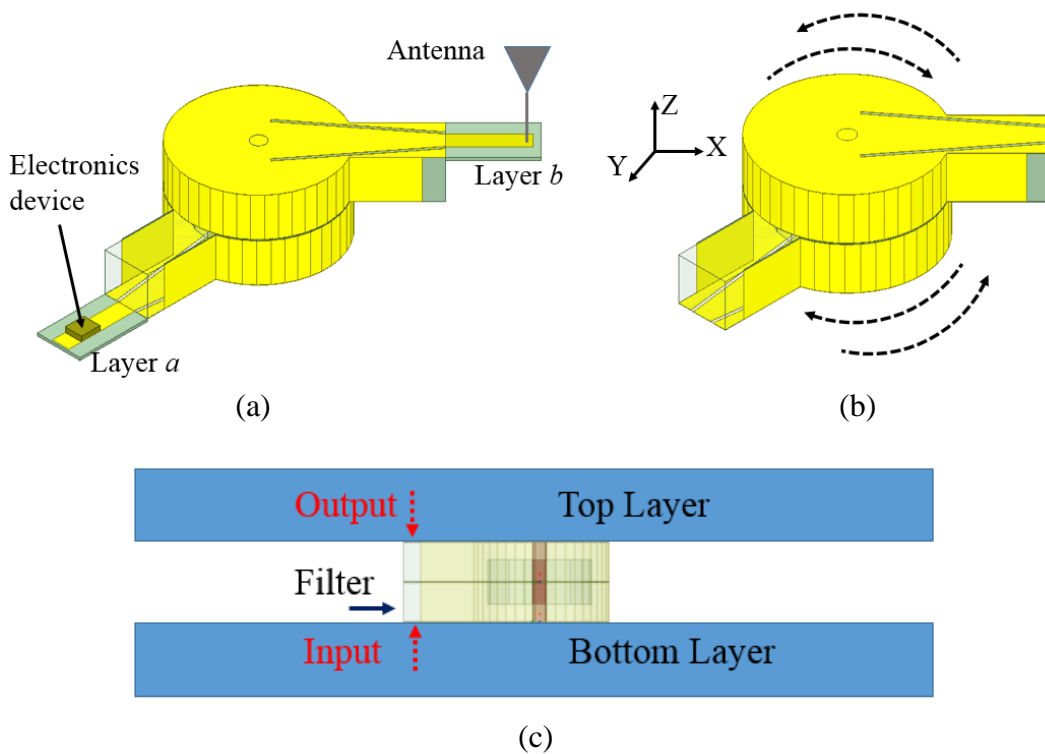 Antenna
Electronics
device
Layer b
Layer a
(a)
Z
X
Y
(b)
Output
Top Layer
Filter
Input
Bottom Layer
(c)